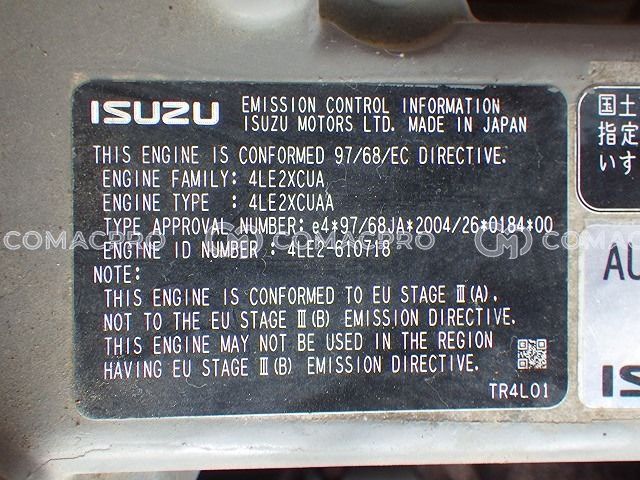 ISUZU EMISSION CONTROL INFORMATION
ISUZU MOTORS LTD. MADE IN JAPAN
THIS ENGINE IS CONFORMED 97/68/EC DIRECTIVE.
ENGINE FAMILY: 4LE2XCUA
ENGINE TYPE : 4LE2XCUAA
TYPE APPROVAL NUMBER: e4*97/68JA*2004/26*0184*00
ENGINE ID NUMBER : 4LE2-610718
NOTE:
THIS ENGINE IS CONFORMED TO EU STAGE Ⅲ(A).
NOT TO THE EU STAGE Ⅲ(B) EMISSION DIRECTIVE.
THIS ENGINE MAY NOT BE USED IN THE REGION
HAVING EU STAGE Ⅲ(B) EMISSION DIRECTIVE.
TR4L01
国土
指定
いすゞ
AU
IS
COMACPRO
COMACPRO
COMACPRO